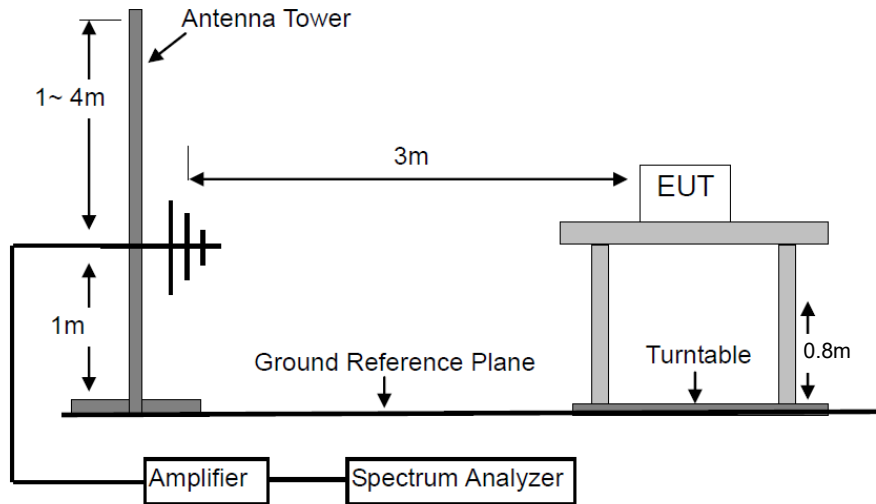 Antenna Tower
1~ 4m
3m
EUT
1m
Ground Reference Plane
Turntable
0.8m
Amplifier
Spectrum Analyzer